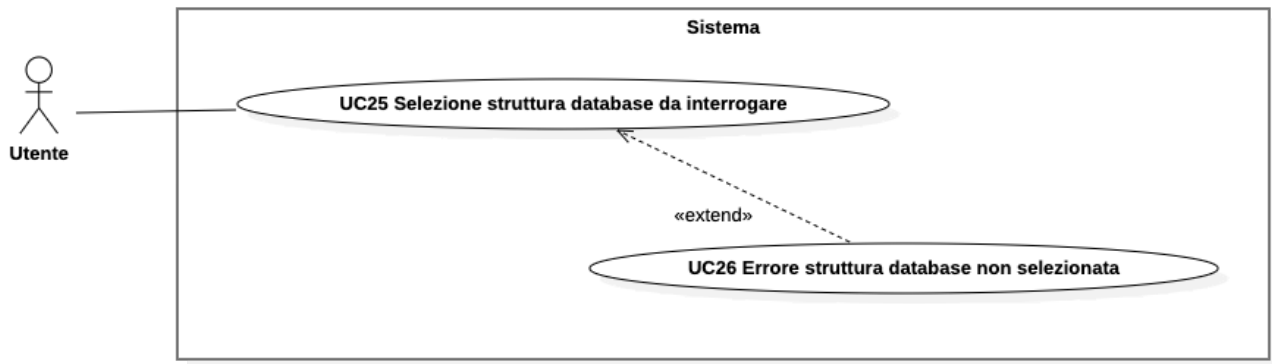 Sistema
UC25 Selezione struttura database da interrogare
Utente
«extend»
UC26 Errore struttura database non selezionata